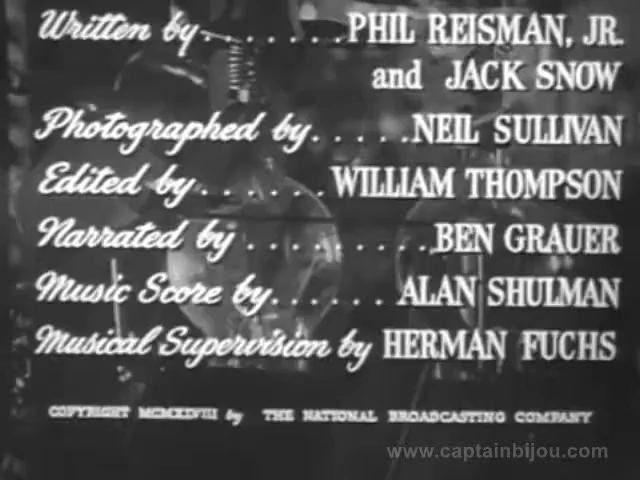 Written by.......PHIL REISMAN, JR.
and JACK SNOW
Photographed by.....NEIL SULLIVAN
Edited by......WILLIAM THOMPSON
Narrated by.........BEN GRAUER
Music Score by......ALAN SHULMAN
Musical Supervision by HERMAN FUCHS
COPYRIGHT MCMXLVIII by THE NATIONAL BROADCASTING COMPANY
www.captainbijou.com